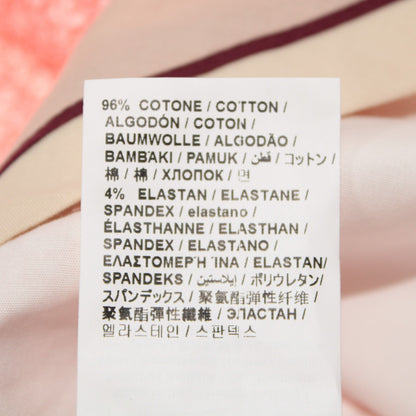 96% COTONE / COTTON /
ALGODÓN / COTON /
BAUMWOLLE / ALGODÃO /
BAMBAKI / PAMUK / قطن / コットン /
棉 / 棉 / ХЛОПОК / 면
4% ELASTAN / ELASTANE /
SPANDEX / elastano /
ÉLASTHANNE / ELASTHAN /
SPANDEX / ELASTANO /
ΕΛΑΣΤΟΜΕΡΉ ΊΝΑ / ELASTAN /
SPANDEKS / إيلاستين / ポリウレタン /
スパンデックス / 聚氨酯弹性纤维 /
聚氨酯彈性纖維 / ЭЛАСТАН /
엘라스테인 / 스판덱스